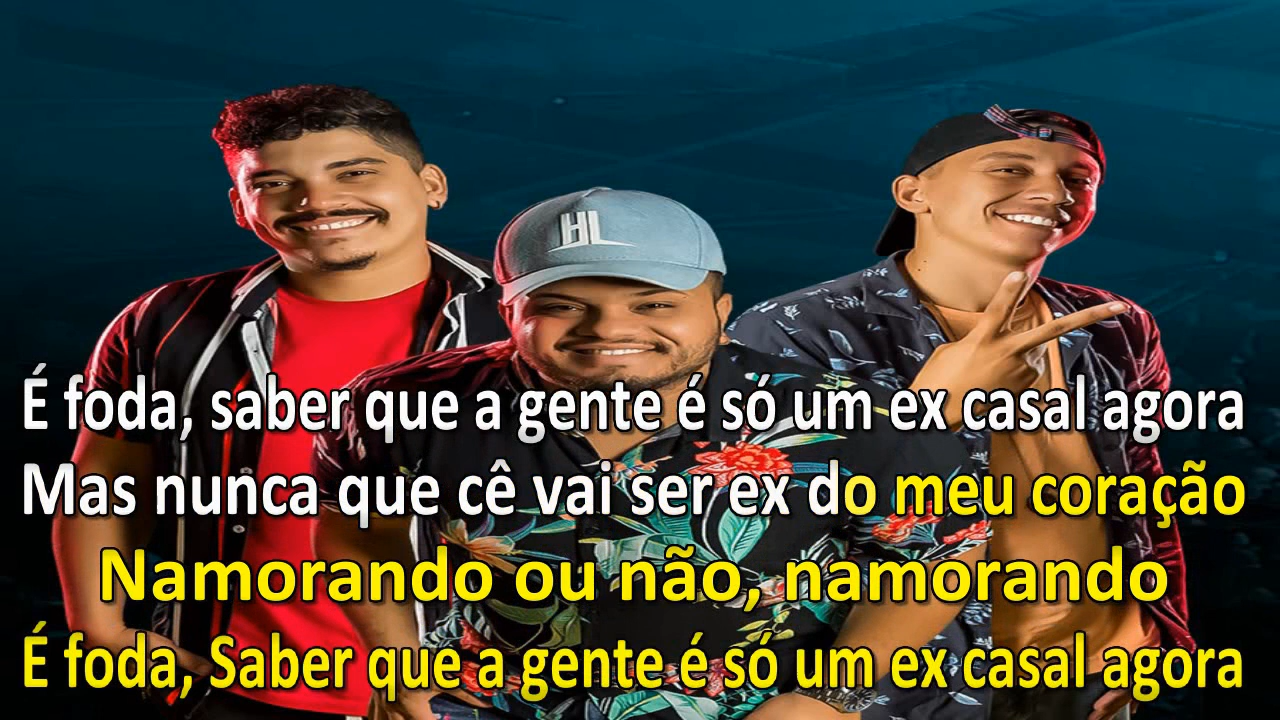 HL
É foda, saber que a gente é só um ex casal agora
Mas nunca que cê vai ser ex do meu coração
Namorando ou não, namorando
É foda, Saber que a gente é só um ex casal agora